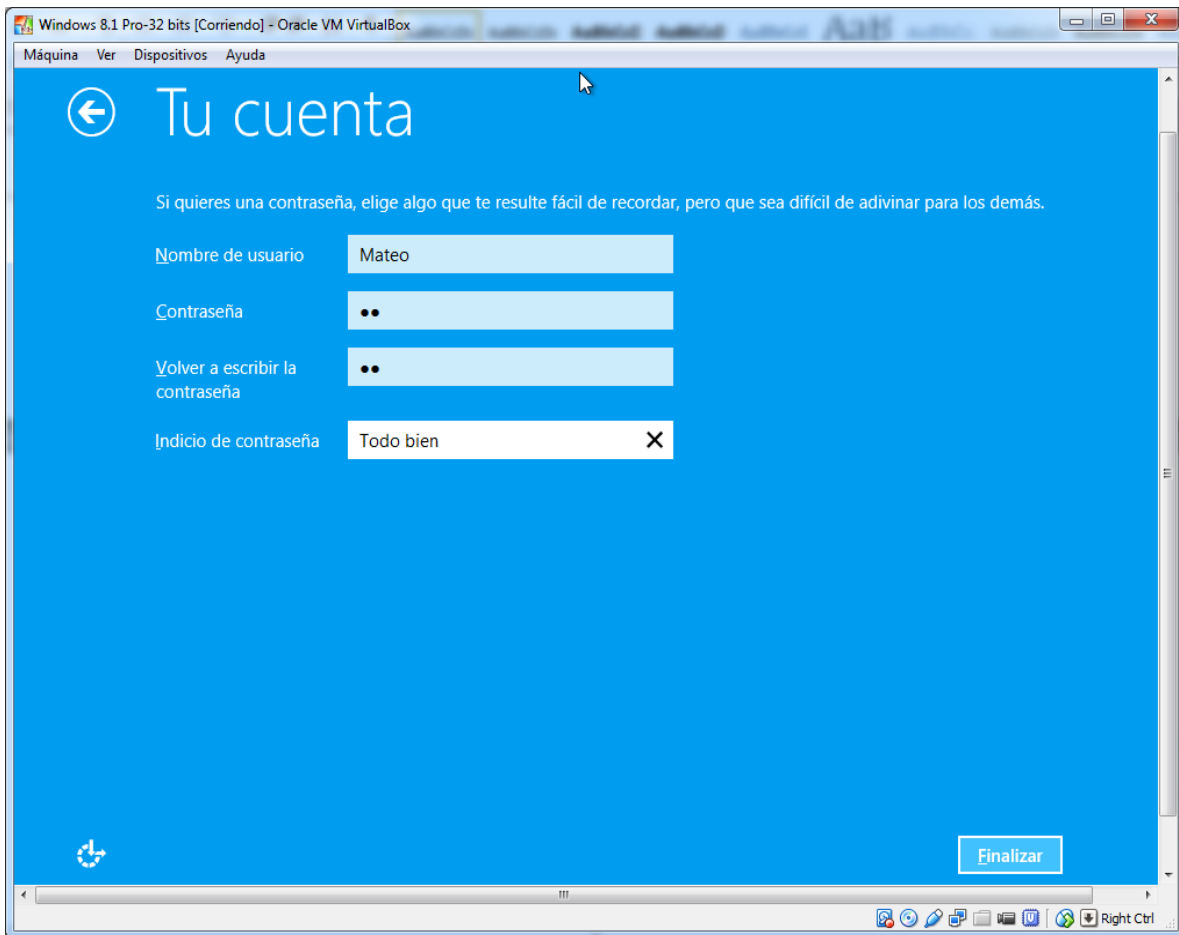 Windows 8.1 Pro-32 bits [Corriendo] - Oracle VM VirtualBox
Máquina Ver Dispositivos Ayuda
Tu cuenta
Si quieres una contraseña, elige algo que te resulte fácil de recordar, pero que sea difícil de adivinar para los demás.
Nombre de usuario Mateo
Contraseña ●●
Volver a escribir la ●●
contraseña
Indicio de contraseña Todo bien
Finalizar
Right Ctrl